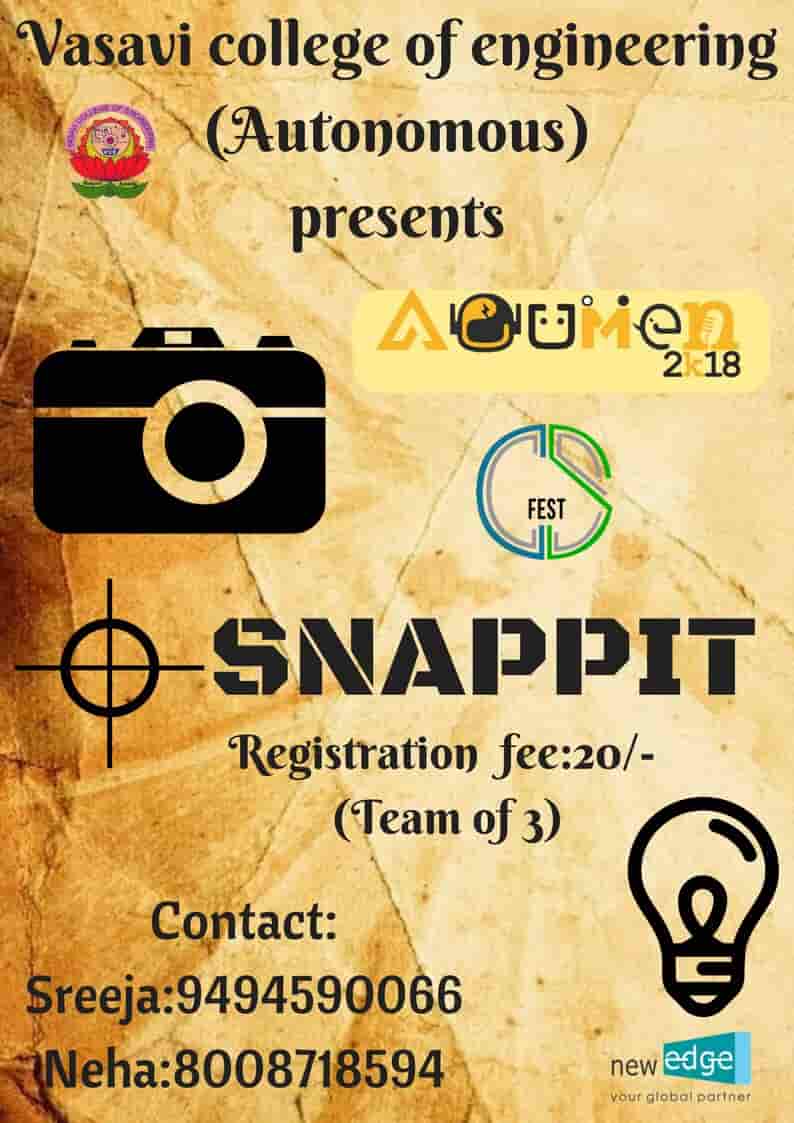 Vasavi college of engineering
(Autonomous)
presents
Acumen
2k18
CS
FEST
SNAPPIT
Registration fee:20/-
(Team of 3)
Contact:
Sreeja:9494590066
Neha:8008718594
new edge
your global partner